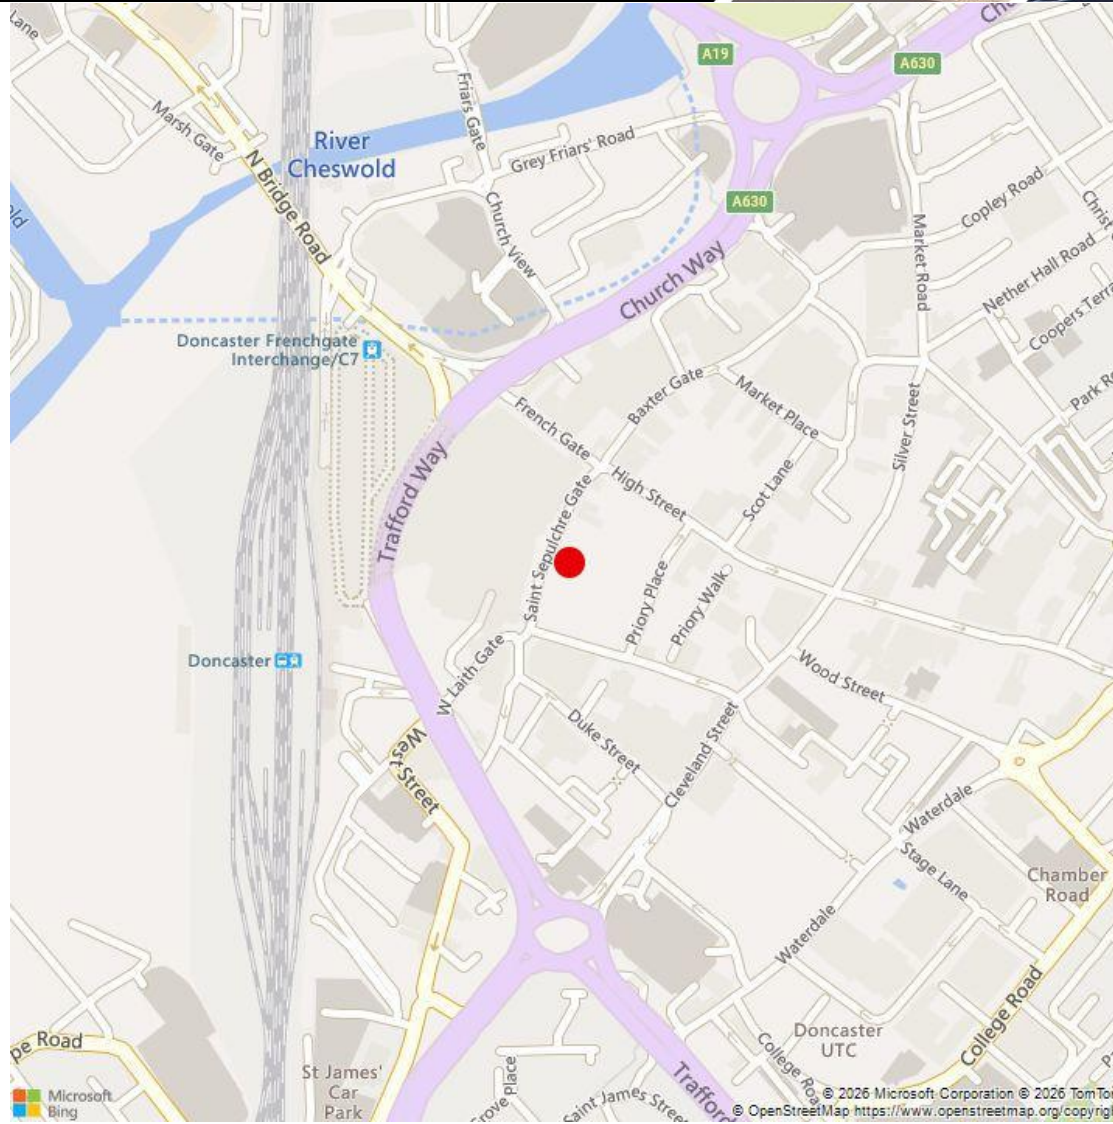 Lane
Marsh Gate
N Bridge Road
River
Cheswold
Friars Gate
Grey Friars' Road
Church View
A19
A630
A630
Church Way
Market Road
Copley Road
Nether Hall Road
Doncaster Frenchgate
Interchange/C7
French Gate
Baxter Gate
Market Place
Silver Street
Scot Lane
High Street
Trafford Way
Saint Sepulchre Gate
Priory Place
Priory Walk
W Laith Gate
Wood Street
Doncaster
West Street
Duke Street
Cleveland Street
Waterdale
Stage Lane
Chamber
Road
Waterdale
College Road
Doncaster
UTC
College Roa
pe Road
St James'
Car
Park
Grove Place
Saint James Street
Trafford
Microsoft
Bing
© 2026 Microsoft Corporation © 2026 TomTom
© OpenStreetMap https://www.openstreetmap.org/copyrigh